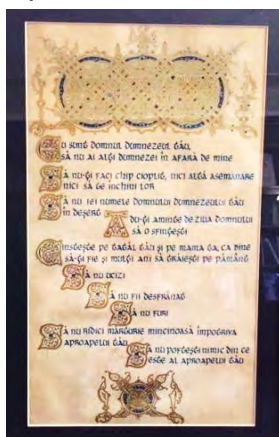 Eu sunt Domnul Dumnezeul tău,
să nu ai alți dumnezei în afară de mine
Să nu-ți faci chip cioplit, nici altă asemănare
nici să te închini lor
Să nu iei numele Domnului Dumnezeului tău
în deșert
Adu-ți aminte de ziua Domnului
să o sfințești
Cinstește pe tatăl tău și pe mama ta, ca bine
să-ți fie și mulți ani să trăiești pe pământ
Să nu ucizi
Să nu fii desfrânat
Să nu furi
Să nu ridici mărturie mincinoasă împotriva
aproapelui tău
Să nu poftești nimic din ce
este al aproapelui tău